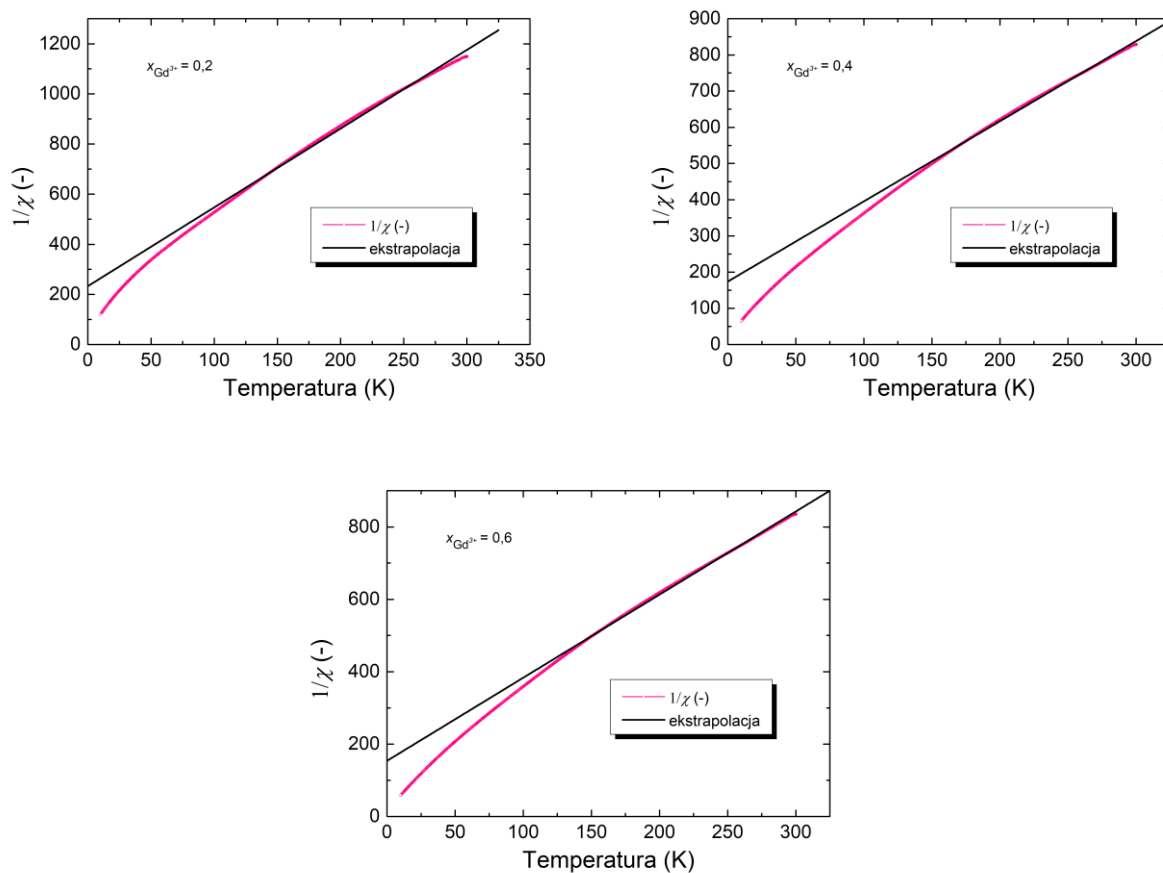 1200
1000
800
600
400
200
0
x_Gd³⁺ = 0,2
1/χ (-)
1/χ (-)
ekstrapolacja
0 50 100 150 200 250 300 350
Temperatura (K)
900
800
700
600
500
400
300
200
100
0
x_Gd³⁺ = 0,4
1/χ (-)
1/χ (-)
ekstrapolacja
0 50 100 150 200 250 300
Temperatura (K)
800
600
400
200
0
x_Gd³⁺ = 0,6
1/χ (-)
1/χ (-)
ekstrapolacja
0 50 100 150 200 250 300
Temperatura (K)